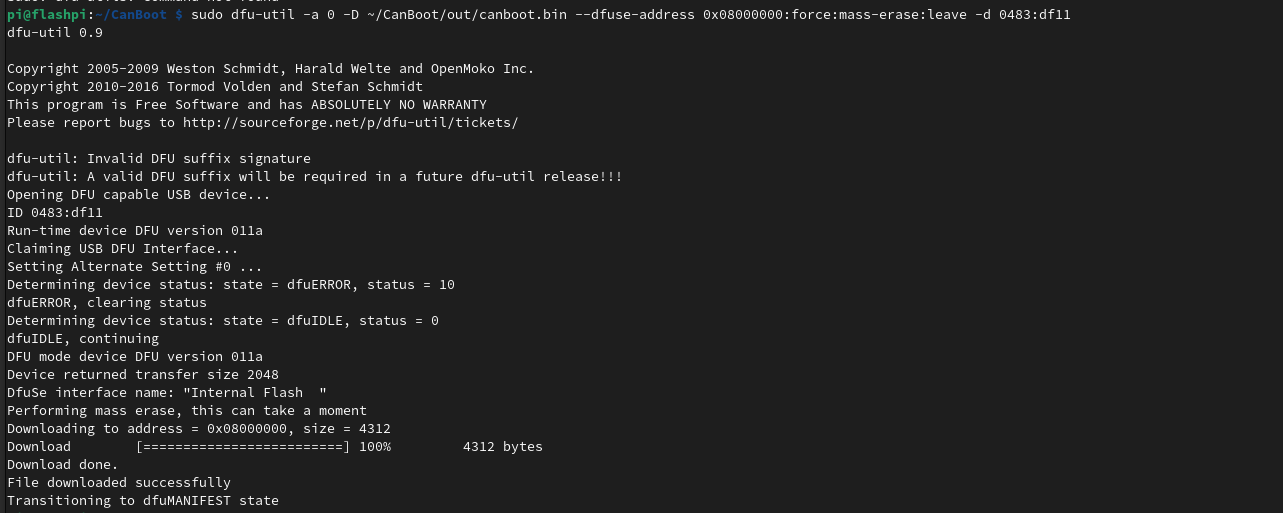 pi@flashpi:~/CanBoot $ sudo dfu-util -a 0 -D ~/CanBoot/out/canboot.bin --dfuse-address 0x08000000:force:mass-erase:leave -d 0483:df11
dfu-util 0.9
Copyright 2005-2009 Weston Schmidt, Harald Welte and OpenMoko Inc.
Copyright 2010-2016 Tormod Volden and Stefan Schmidt
This program is Free Software and has ABSOLUTELY NO WARRANTY
Please report bugs to http://sourceforge.net/p/dfu-util/tickets/
dfu-util: Invalid DFU suffix signature
dfu-util: A valid DFU suffix will be required in a future dfu-util release!!!
Opening DFU capable USB device...
ID 0483:df11
Run-time device DFU version 011a
Claiming USB DFU Interface...
Setting Alternate Setting #0 ...
Determining device status: state = dfuERROR, status = 10
dfuERROR, clearing status
Determining device status: state = dfuIDLE, status = 0
dfuIDLE, continuing
DFU mode device DFU version 011a
Device returned transfer size 2048
DfuSe interface name: "Internal Flash  "
Performing mass erase, this can take a moment
Downloading to address = 0x08000000, size = 4312
Download        [=========================] 100%         4312 bytes
Download done.
File downloaded successfully
Transitioning to dfuMANIFEST state